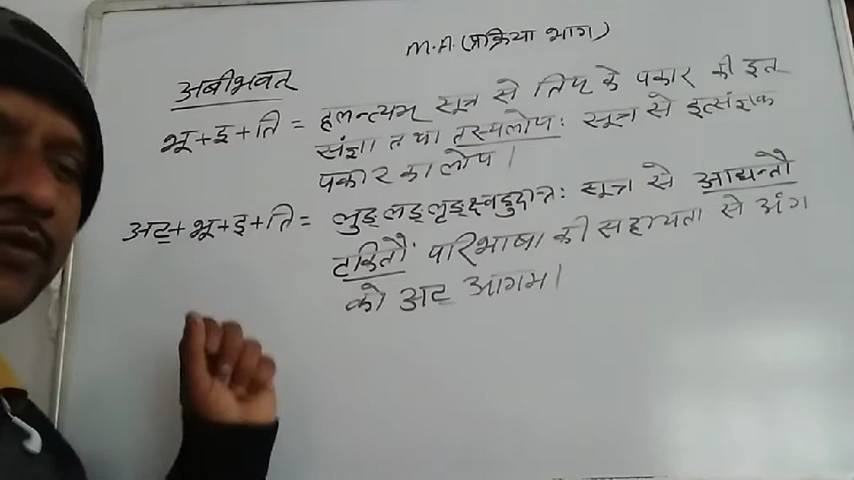 M.A.(प्रक्रिया भाग)
अबीभवत्
भू+इ+ति = हलन्त्यम् सूत्र से तिप् के पकार की इत्
संज्ञा तथा तस्यलोपः सूत्र से इत्संज्ञक
पकार का लोप।
अट्+भू+इ+ति = लुङ्लङ्लृङ्क्ष्वडुदात्तः सूत्र से आद्यन्तौ
टकितौ परिभाषा की सहायता से अंग
को अट् आगम।